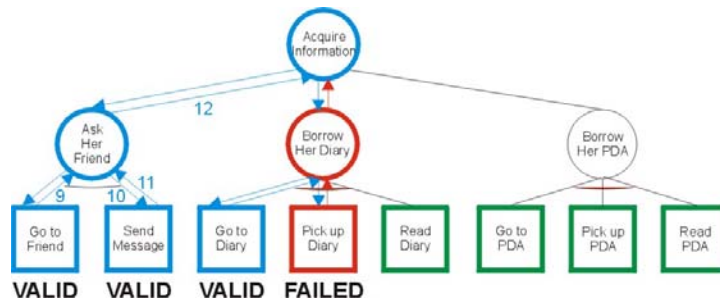 Acquire
Information
12
Ask
Her
Friend
Borrow
Her Diary
Borrow
Her PDA
9
10
11
Go to
Friend
Send
Message
Go to
Diary
Pick up
Diary
Read
Diary
Go to
PDA
Pick up
PDA
Read
PDA
VALID
VALID
VALID
FAILED